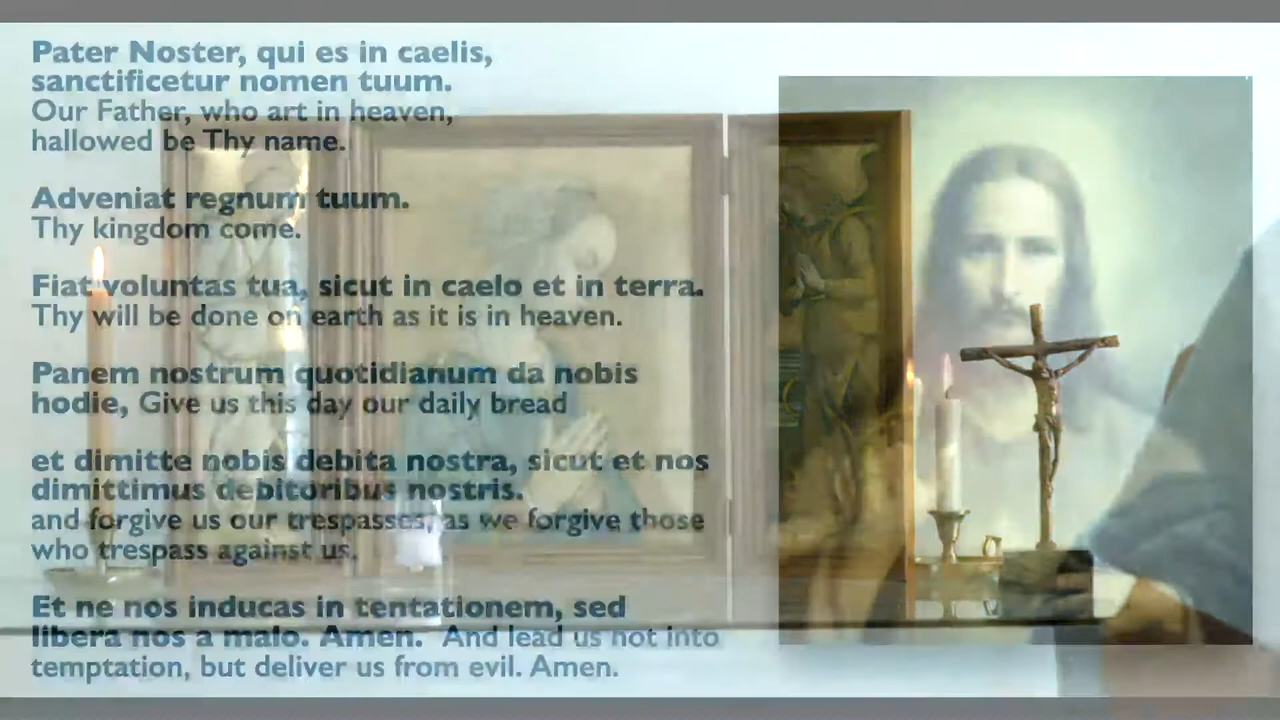 Pater Noster, qui es in caelis,
sanctificetur nomen tuum.
Our Father, who art in heaven,
hallowed be Thy name.
Adveniat regnum tuum.
Thy kingdom come.
Fiat voluntas tua, sicut in caelo et in terra.
Thy will be done on earth as it is in heaven.
Panem nostrum quotidianum da nobis
hodie, Give us this day our daily bread
et dimitte nobis debita nostra, sicut et nos
dimittimus debitoribus nostris.
and forgive us our trespasses, as we forgive those
who trespass against us.
Et ne nos inducas in tentationem, sed
libera nos a malo. Amen. And lead us not into
temptation, but deliver us from evil. Amen.